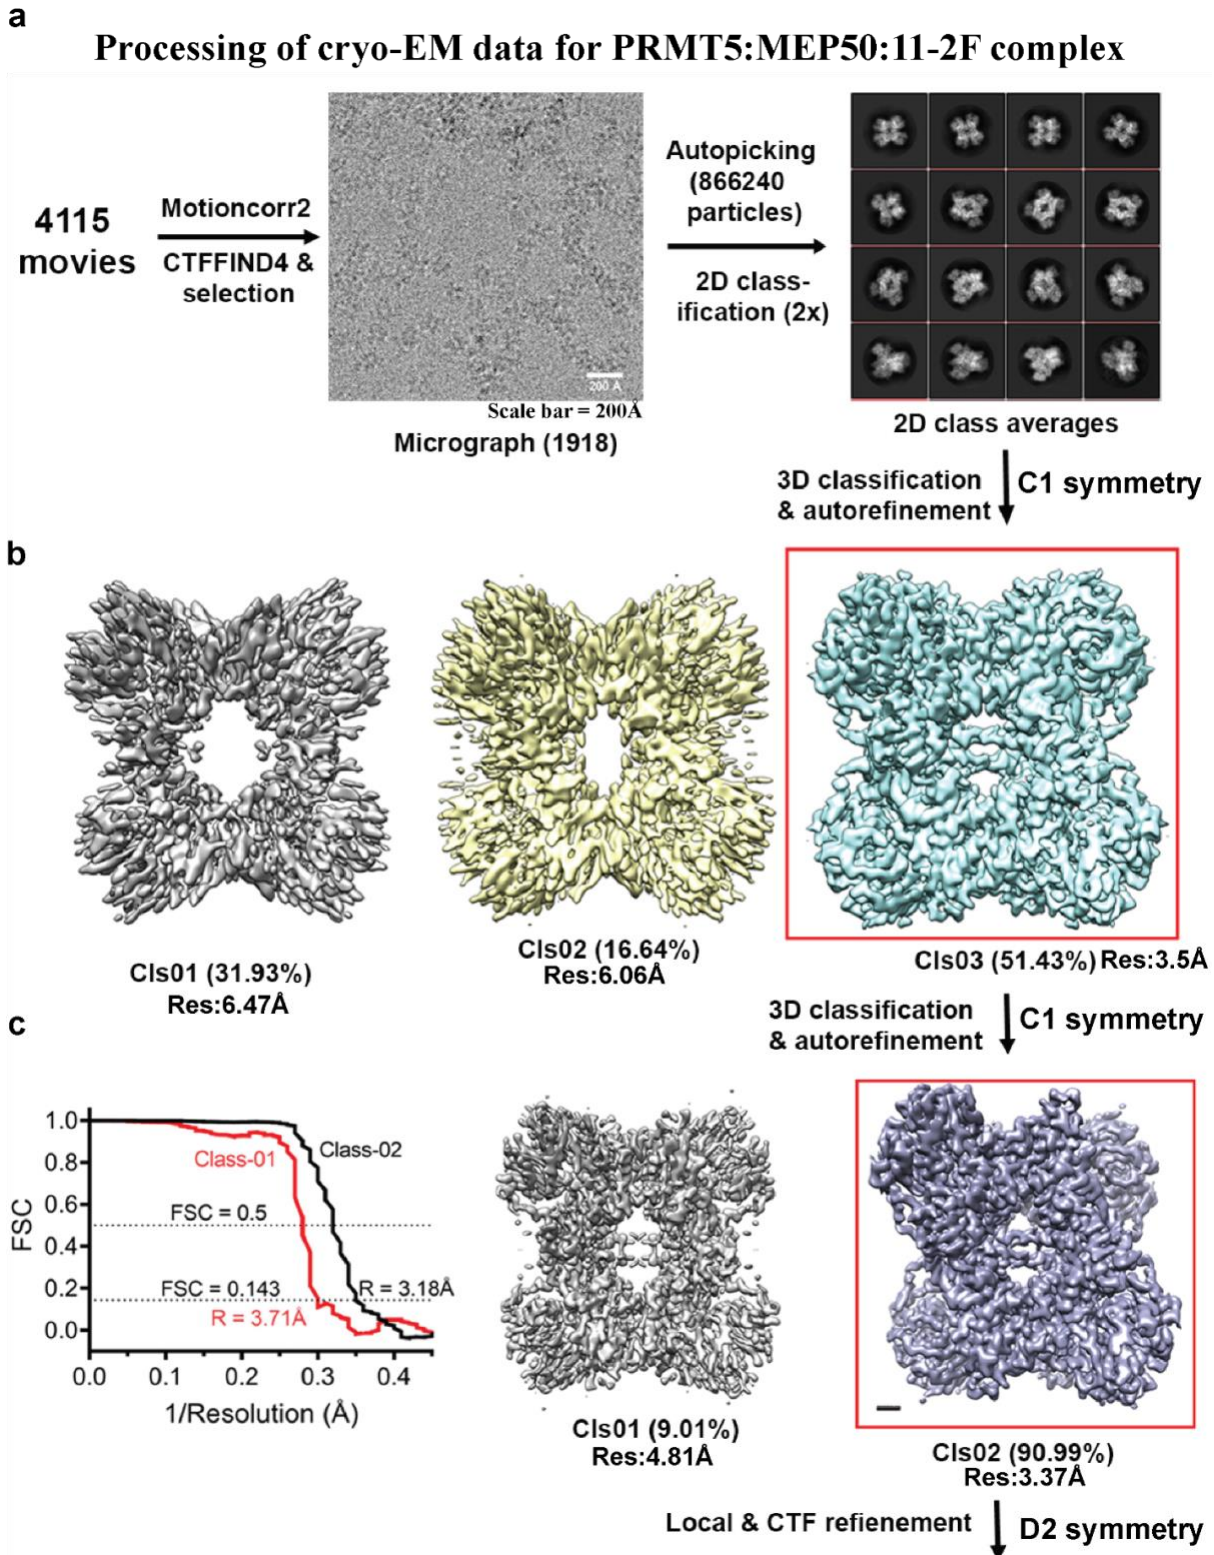 a
Processing of cryo-EM data for PRMT5:MEP50:11-2F complex
4115
movies
Motioncorr2
CTFFIND4 &
selection
200 Å
Scale bar = 200Å
Micrograph (1918)
Autopicking
(866240
particles)
2D class-
ification (2x)
2D class averages
3D classification
& autorefinement
C1 symmetry
b
Cls01 (31.93%)
Res:6.47Å
Cls02 (16.64%)
Res:6.06Å
Cls03 (51.43%) Res:3.5Å
3D classification
& autorefinement
C1 symmetry
c
FSC
1.0
0.8
0.6
0.4
0.2
0.0
Class-01
Class-02
FSC = 0.5
FSC = 0.143
R = 3.18Å
R = 3.71Å
0.0 0.1 0.2 0.3 0.4
1/Resolution (Å)
Cls01 (9.01%)
Res:4.81Å
Cls02 (90.99%)
Res:3.37Å
Local & CTF refienement
D2 symmetry